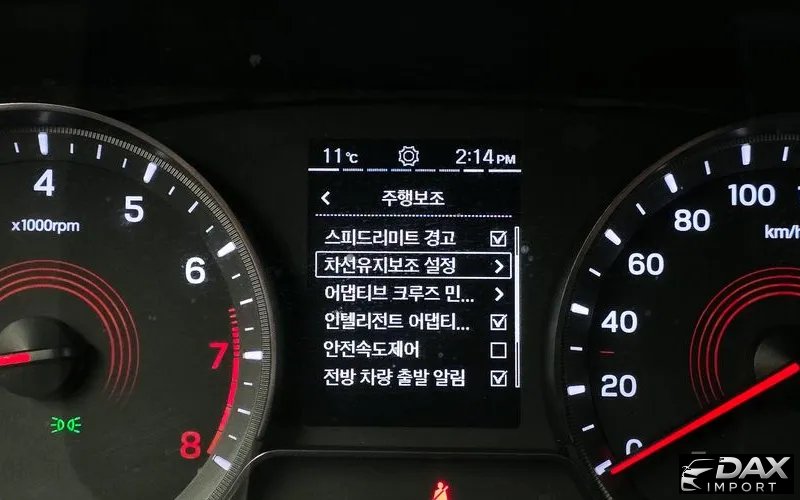 11℃ 2:14 PM
주행보조
스피드리미트 경고
차선유지보조 설정
어댑티브 크루즈 민...
인텔리전트 어댑티...
안전속도제어
전방 차량 출발 알림
4
5
6
7
8
x1000rpm
100
80
60
40
20
0
km/h
DAX
IMPORT